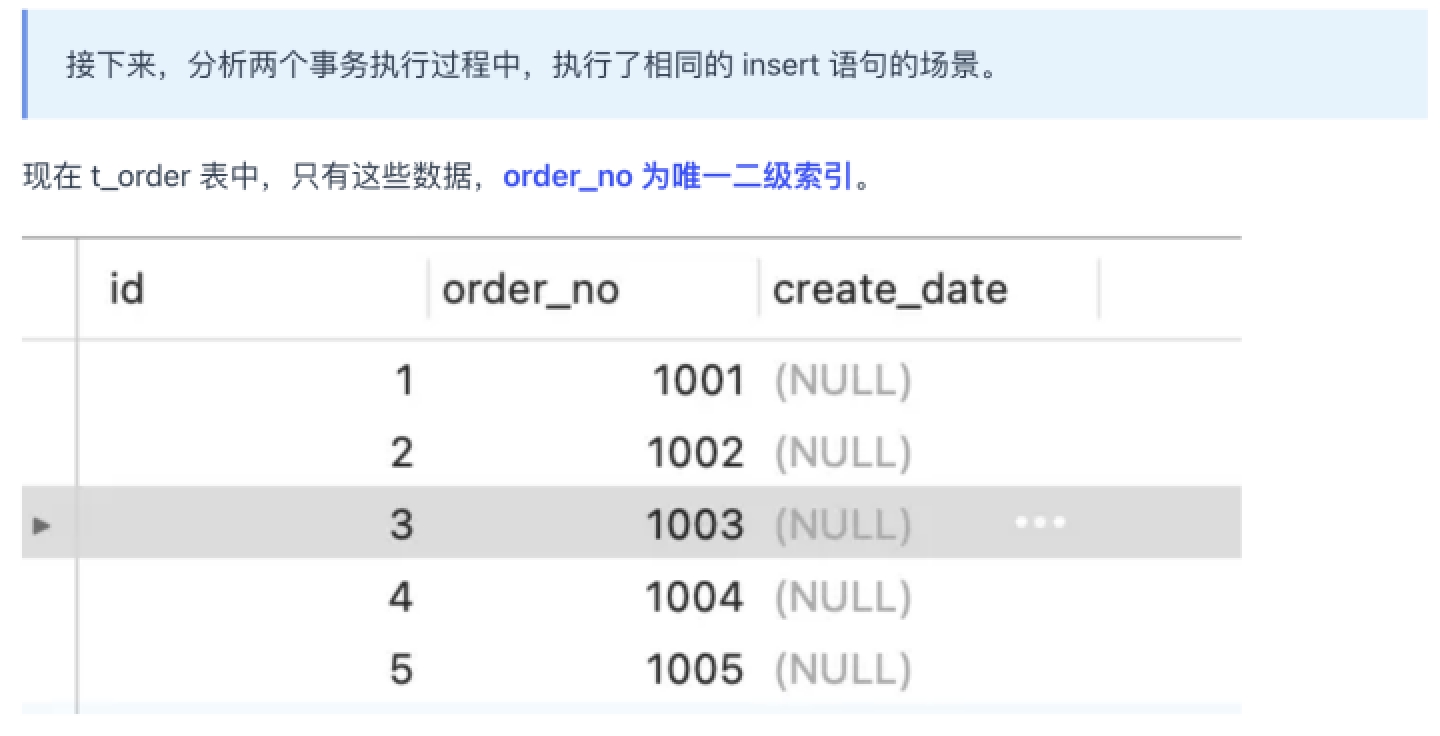 接下来，分析两个事务执行过程中，执行了相同的 insert 语句的场景。
现在 t_order 表中，只有这些数据，order_no 为唯一二级索引。
id order_no create_date
1 1001 (NULL)
2 1002 (NULL)
3 1003 (NULL)
4 1004 (NULL)
5 1005 (NULL)